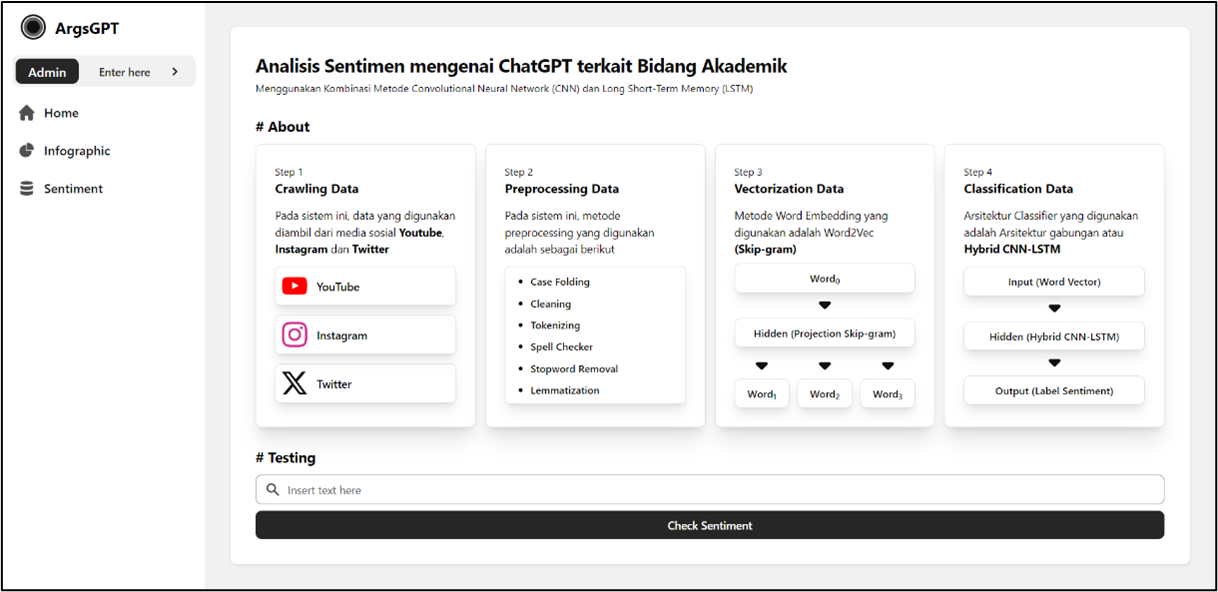 ArgsGPT
Admin
Enter here
Home
Infographic
Sentiment
Analisis Sentimen mengenai ChatGPT terkait Bidang Akademik
Menggunakan Kombinasi Metode Convolutional Neural Network (CNN) dan Long Short-Term Memory (LSTM)
# About
Step 1
Crawling Data
Pada sistem ini, data yang digunakan
diambil dari media sosial Youtube,
Instagram dan Twitter
YouTube
Instagram
Twitter
Step 2
Preprocessing Data
Pada sistem ini, metode
preprocessing yang digunakan
adalah sebagai berikut
• Case Folding
• Cleaning
• Tokenizing
• Spell Checker
• Stopword Removal
• Lemmatization
Step 3
Vectorization Data
Metode Word Embedding yang
digunakan adalah Word2Vec
(Skip-gram)
Word₀
Hidden (Projection Skip-gram)
Word₁ Word₂ Word₃
Step 4
Classification Data
Arsitektur Classifier yang digunakan
adalah Arsitektur gabungan atau
Hybrid CNN-LSTM
Input (Word Vector)
Hidden (Hybrid CNN-LSTM)
Output (Label Sentiment)
# Testing
Insert text here
Check Sentiment